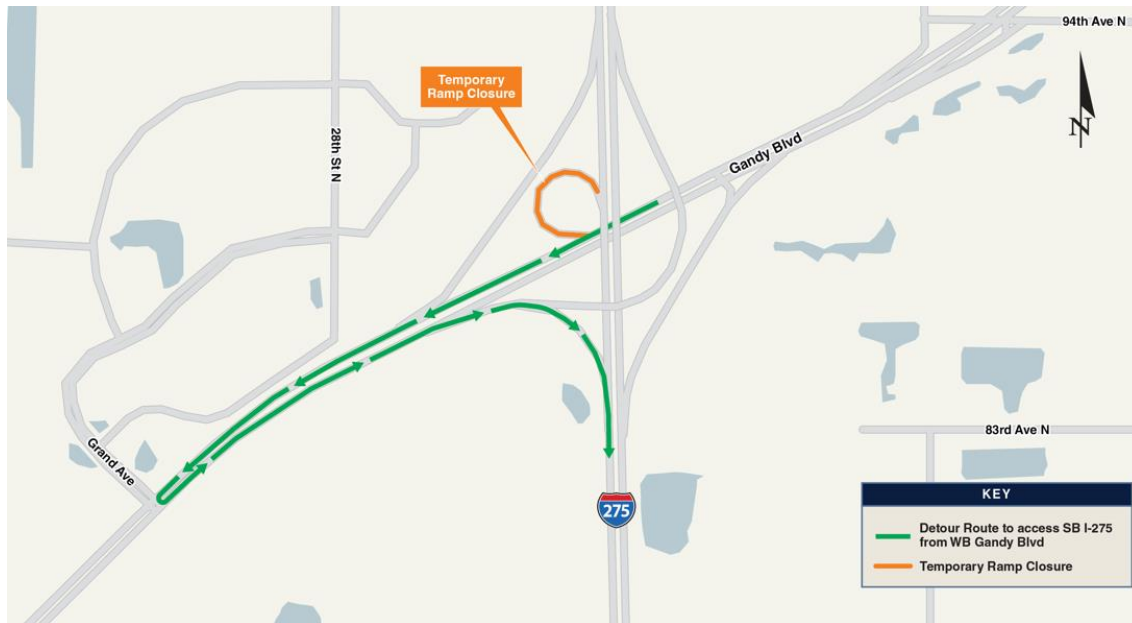 94th Ave N
Temporary
Ramp Closure
28th St N
Gandy Blvd
N
Grand Ave
83rd Ave N
275
KEY
Detour Route to access SB I-275
from WB Gandy Blvd
Temporary Ramp Closure